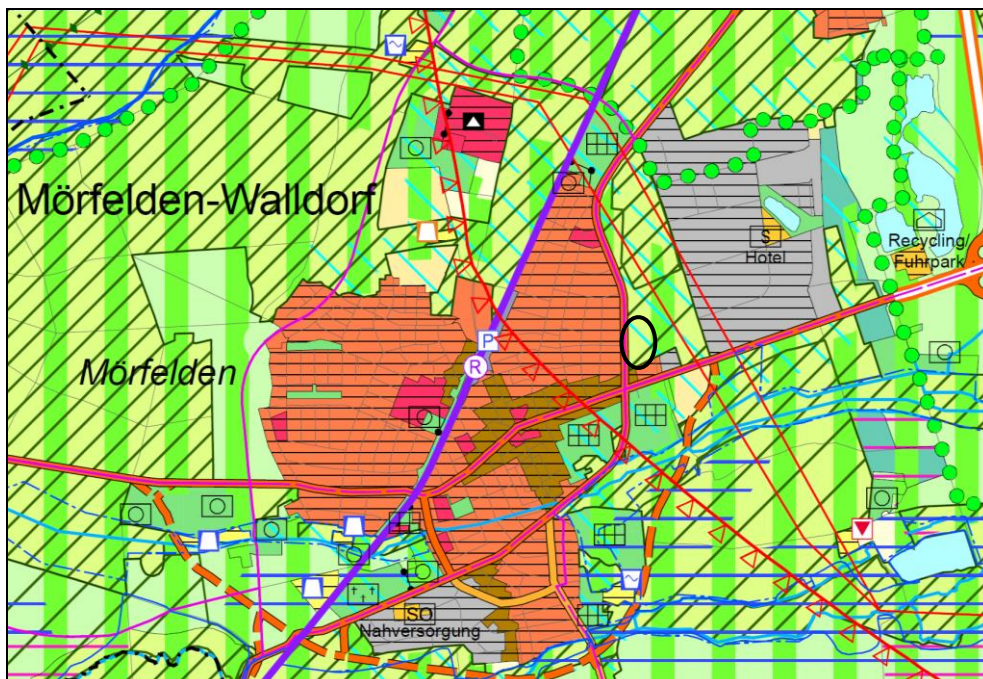 Mörfelden-Walldorf
S
Hotel
Recycling/
Fuhrpark
P
R
Mörfelden
SO
Nahversorgung